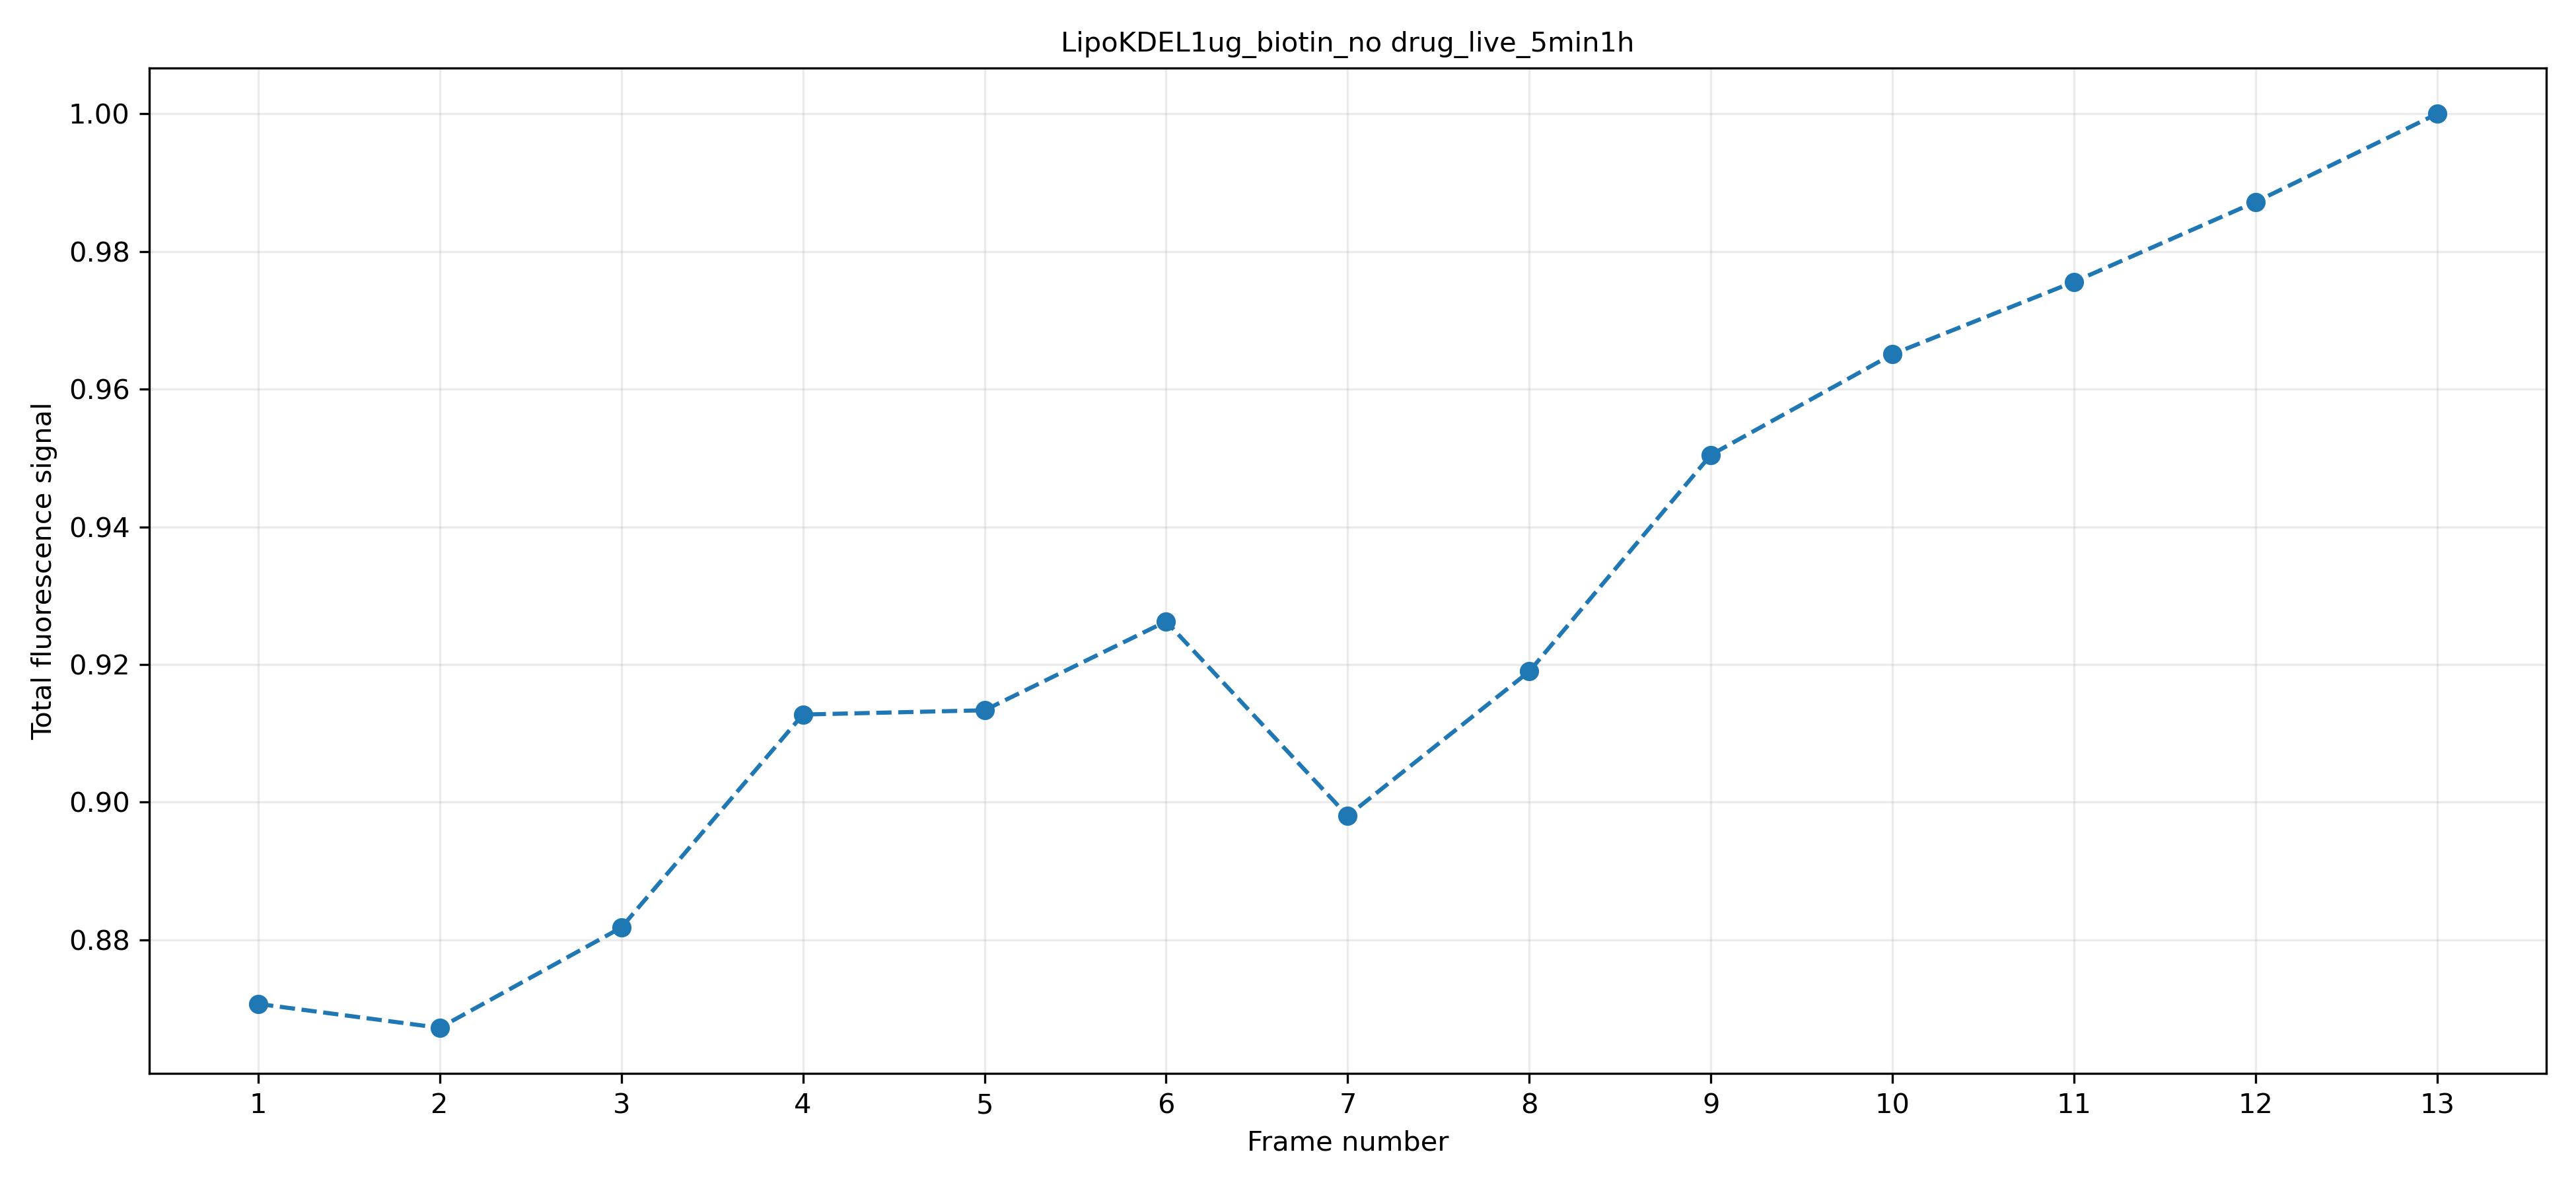 LipoKDEL1ug_biotin_no drug_live_5min1h
Total fluorescence signal
1.00
0.98
0.96
0.94
0.92
0.90
0.88
1 2 3 4 5 6 7 8 9 10 11 12 13
Frame number